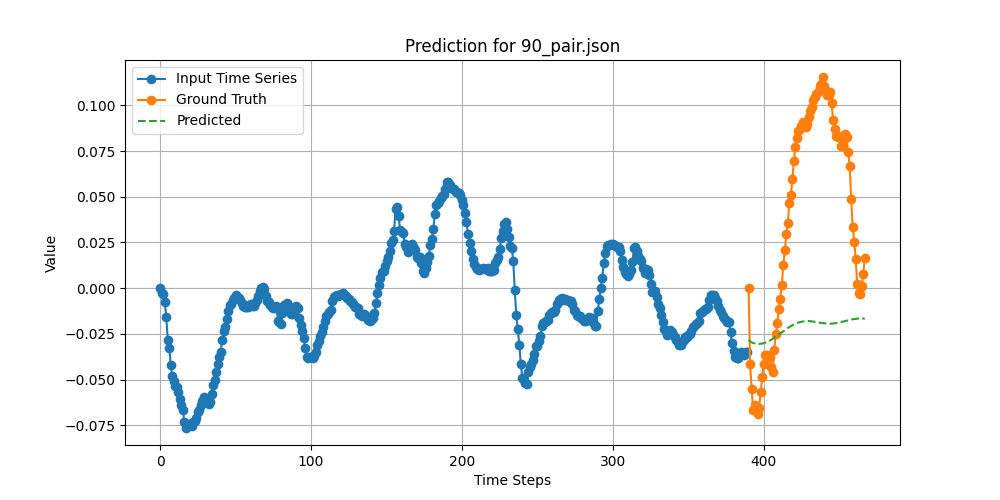 Prediction for 90_pair.json
Input Time Series
Ground Truth
Predicted
0.100
0.075
0.050
0.025
0.000
−0.025
−0.050
−0.075
Value
0
100
200
300
400
Time Steps